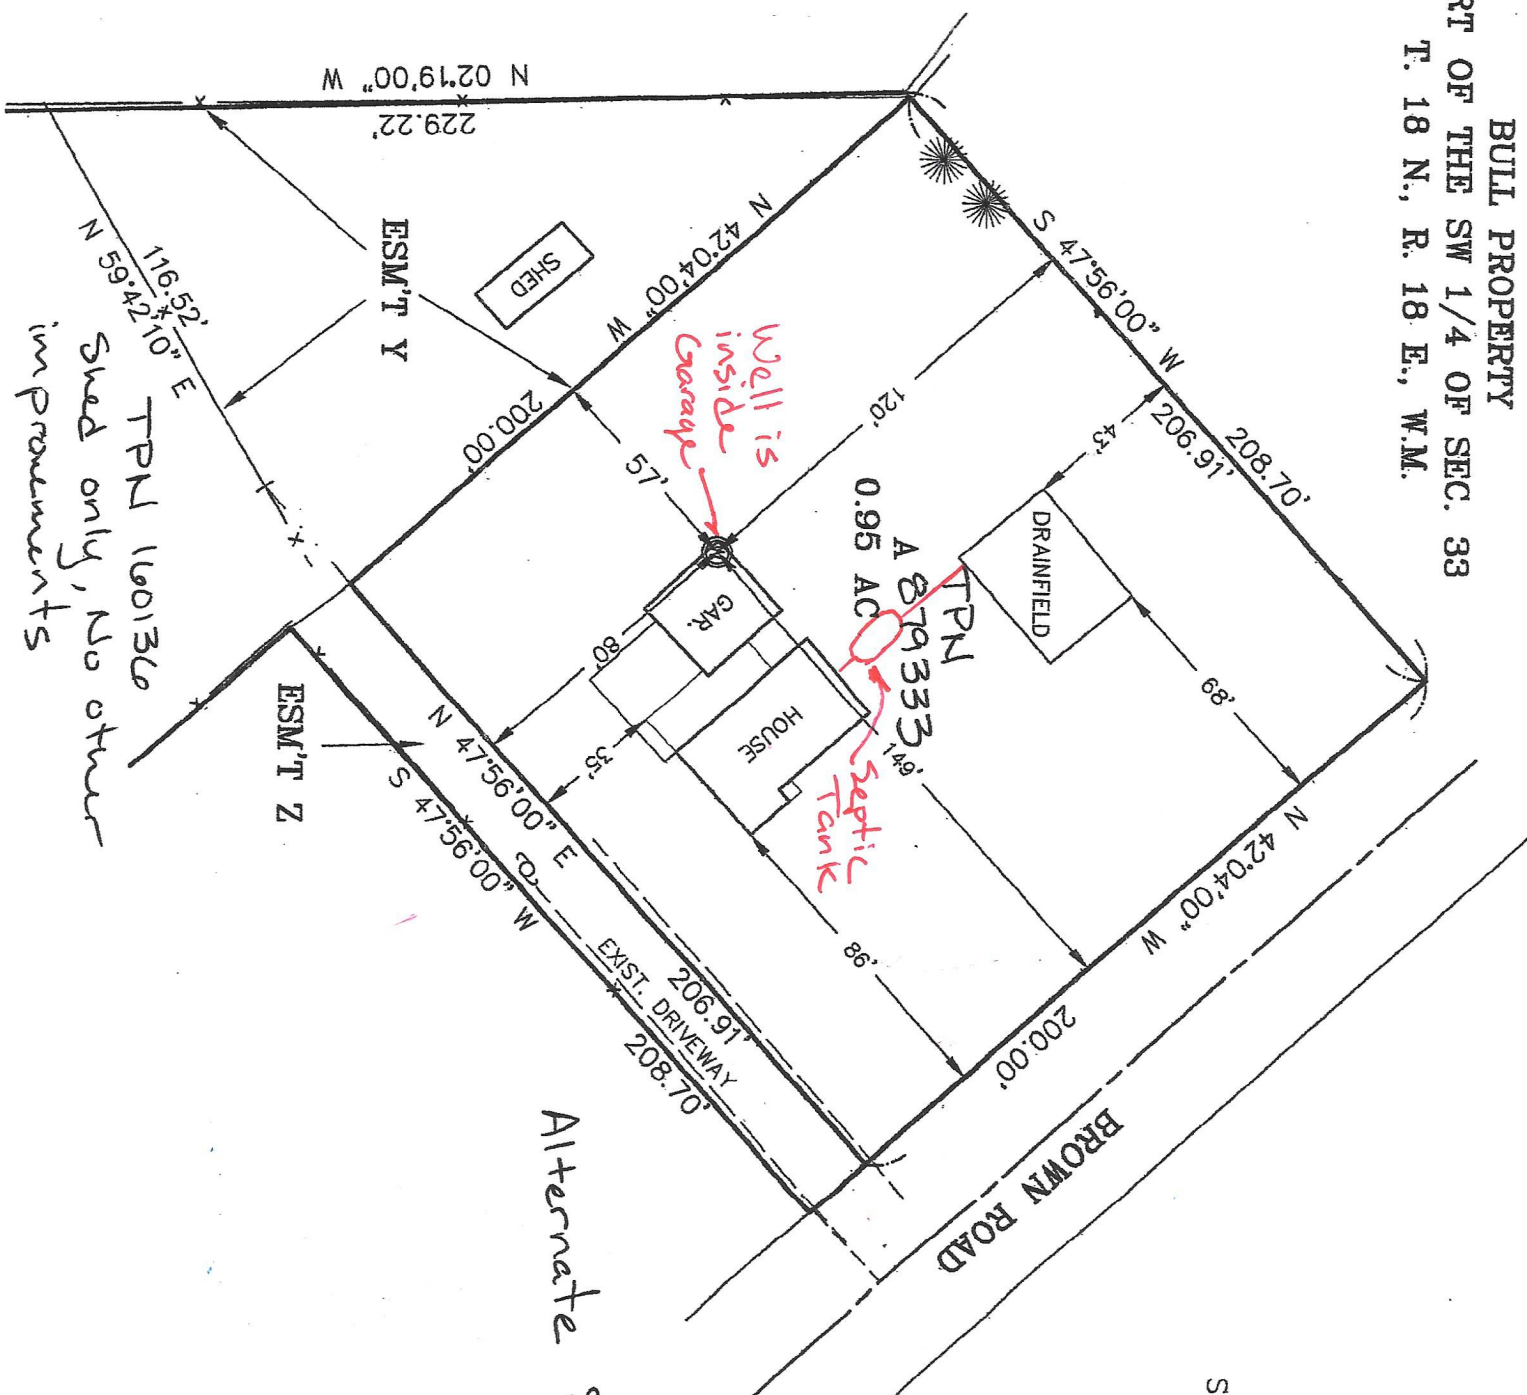 BULL PROPERTY
RT OF THE SW 1/4 OF SEC. 33
T. 18 N., R. 18 E., W.M.
N 02°19'00" W
229.22'
N 42°04'00" W
200.00'
S 47°56'00" W
208.70'
206.91'
SHED
ESM'T Y
116.52'
N 59°42'10" E
TPN 160136
Shed only, No other
improvements
Well is
inside
Garage
57'
120'
43'
DRAINFIELD
68'
TPN
A 879333
0.95 AC
GAR.
HOUSE
Septic
Tank
80'
35'
149'
86'
N 47°56'00" E
206.91'
ESM'T Z
S 47°56'00" W
208.70'
EXIST. DRIVEWAY
N 42°04'00" W
200.00'
BROWN ROAD
Alternate
S